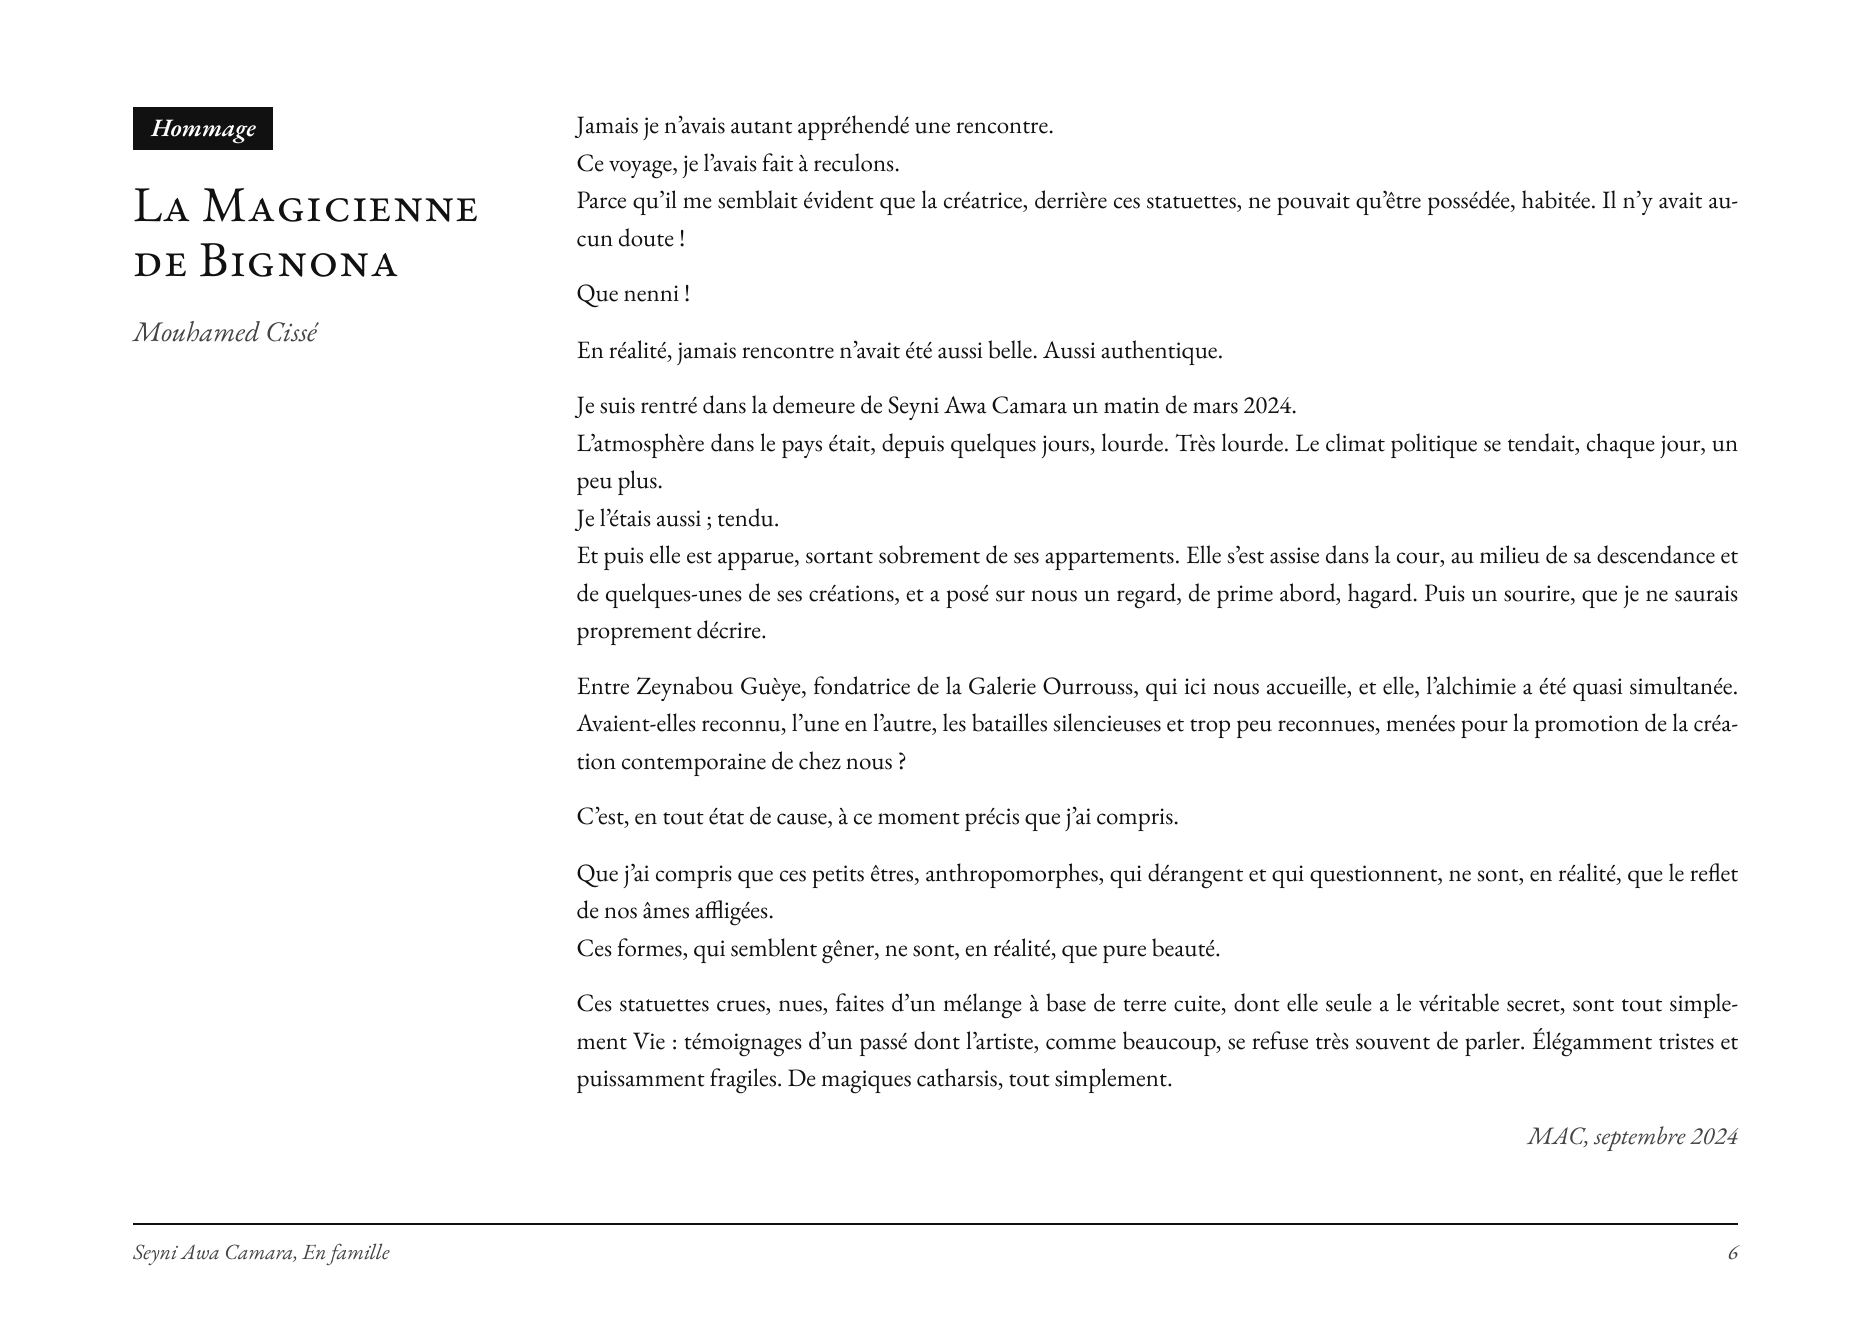 Hommage
La Magicienne
de Bignona
Mouhamed Cissé
Jamais je n’avais autant appréhendé une rencontre.
Ce voyage, je l’avais fait à reculons.
Parce qu’il me semblait évident que la créatrice, derrière ces statuettes, ne pouvait qu’être possédée, habitée. Il n’y avait au-
cun doute !
Que nenni !
En réalité, jamais rencontre n’avait été aussi belle. Aussi authentique.
Je suis rentré dans la demeure de Seyni Awa Camara un matin de mars 2024.
L’atmosphère dans le pays était, depuis quelques jours, lourde. Très lourde. Le climat politique se tendait, chaque jour, un
peu plus.
Je l’étais aussi ; tendu.
Et puis elle est apparue, sortant sobrement de ses appartements. Elle s’est assise dans la cour, au milieu de sa descendance et
de quelques-unes de ses créations, et a posé sur nous un regard, de prime abord, hagard. Puis un sourire, que je ne saurais
proprement décrire.
Entre Zeynabou Guèye, fondatrice de la Galerie Ourrouss, qui ici nous accueille, et elle, l’alchimie a été quasi simultanée.
Avaient-elles reconnu, l’une en l’autre, les batailles silencieuses et trop peu reconnues, menées pour la promotion de la créa-
tion contemporaine de chez nous ?
C’est, en tout état de cause, à ce moment précis que j’ai compris.
Que j’ai compris que ces petits êtres, anthropomorphes, qui dérangent et qui questionnent, ne sont, en réalité, que le reflet
de nos âmes affligées.
Ces formes, qui semblent gêner, ne sont, en réalité, que pure beauté.
Ces statuettes crues, nues, faites d’un mélange à base de terre cuite, dont elle seule a le véritable secret, sont tout simple-
ment Vie : témoignages d’un passé dont l’artiste, comme beaucoup, se refuse très souvent de parler. Élégamment tristes et
puissamment fragiles. De magiques catharsis, tout simplement.
MAC, septembre 2024
Seyni Awa Camara, En famille
6